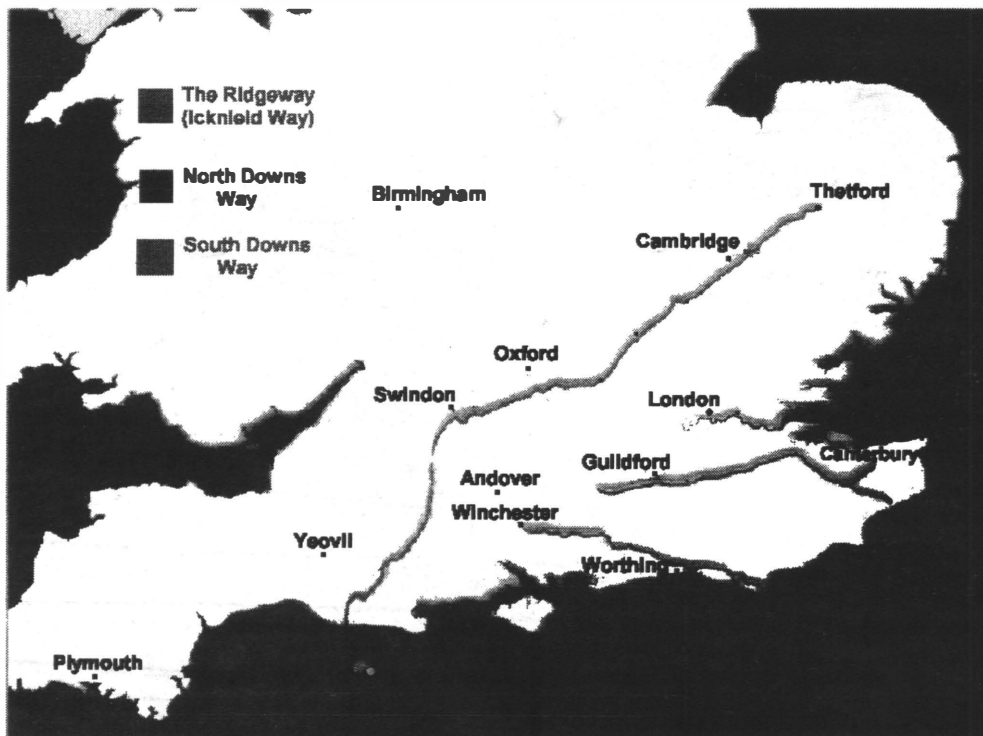 The Ridgeway
(Icknield Way)
North Downs
Way
South Downs
Way
Birmingham
Thetford
Cambridge
Oxford
Swindon
London
Canterbury
Guildford
Andover
Winchester
Yeovil
Worthing
Plymouth